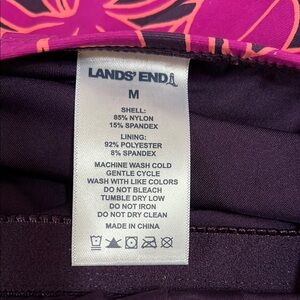 LANDS' END
M
SHELL:
85% NYLON
15% SPANDEX
LINING:
92% POLYESTER
8% SPANDEX
MACHINE WASH COLD
GENTLE CYCLE
WASH WITH LIKE COLORS
DO NOT BLEACH
TUMBLE DRY LOW
DO NOT IRON
DO NOT DRY CLEAN
MADE IN CHINA